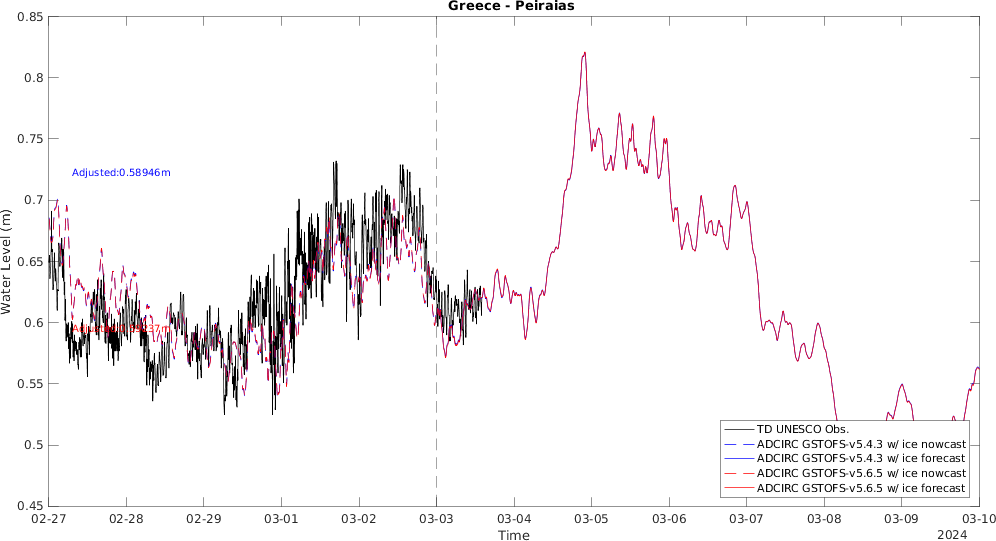 Greece - Peiraias
0.85
0.8
0.75
0.7
0.65
0.6
0.55
0.5
0.45
Water Level (m)
Adjusted:0.58946m
TD UNESCO Obs.
ADCIRC GSTOFS-v5.4.3 w/ ice nowcast
ADCIRC GSTOFS-v5.4.3 w/ ice forecast
ADCIRC GSTOFS-v5.6.5 w/ ice nowcast
ADCIRC GSTOFS-v5.6.5 w/ ice forecast
02-27 02-28 02-29 03-01 03-02 03-03 03-04 03-05 03-06 03-07 03-08 03-09 03-10
Time
2024